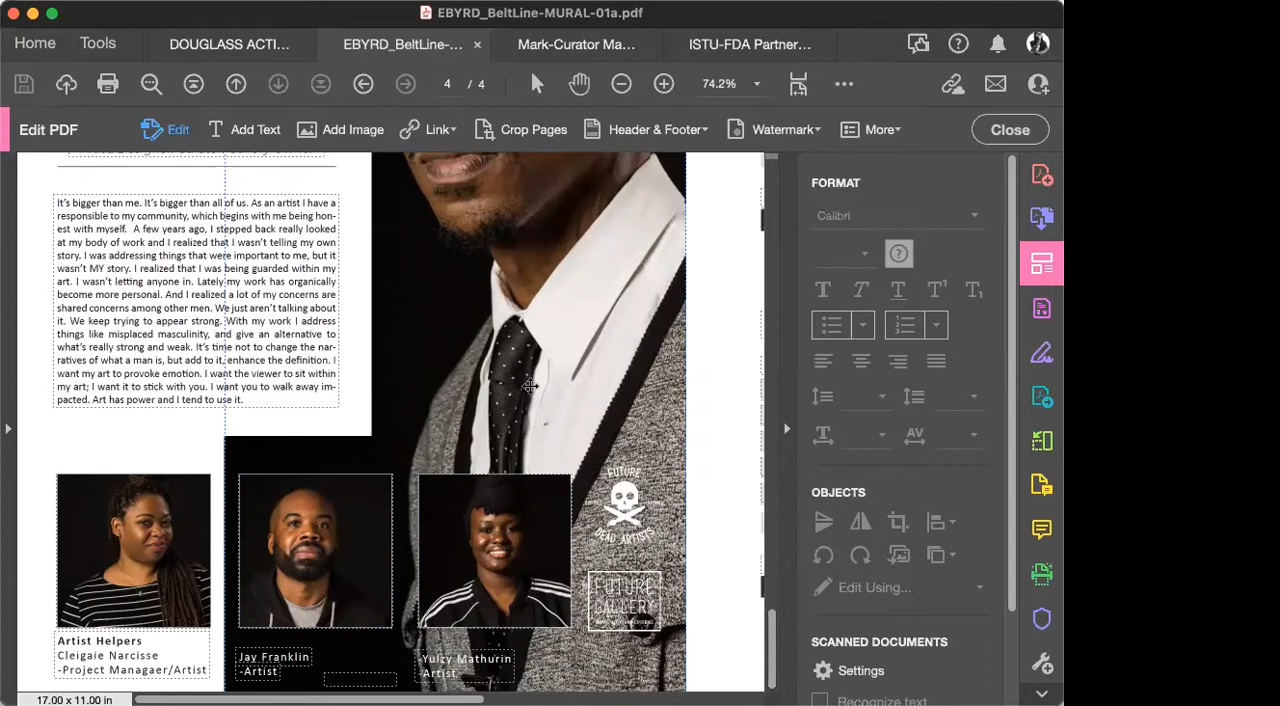 EBYRD_BeltLine-MURAL-01a.pdf
Home
Tools
DOUGLASS ACTI...
EBYRD_BeltLine-...
Mark-Curator Ma...
ISTU-FDA Partner...
4 / 4
74.2%
Edit PDF
Edit
Add Text
Add Image
Link
Crop Pages
Header & Footer
Watermark
More
Close
It's bigger than me. It's bigger than all of us. As an artist I have a
responsible to my community, which begins with me being hon-
est with myself. A few years ago, I stepped back really looked
at my body of work and I realized that I wasn't telling my own
story. I was addressing things that were important to me, but it
wasn't MY story. I realized that I was being guarded within my
art. I wasn't letting anyone in. Lately my work has organically
become more personal. And I realized a lot of my concerns are
shared concerns among other men. We just aren't talking about
it. We keep trying to appear strong. With my work I address
things like misplaced masculinity, and give an alternative to
what's really strong and weak. It's time not to change the nar-
ratives of what a man is, but add to it, enhance the definition. I
want my art to provoke emotion. I want the viewer to sit within
my art; I want it to stick with you. I want you to walk away im-
pacted. Art has power and I tend to use it.
FUTURE
DEAD ARTISTS
FUTURE
GALLERY
Artist Helpers
Cleigaie Narcisse
-Project Managaer/Artist
Jay Franklin
-Artist
Yuizy Mathurin
-Artist
17.00 x 11.00 in
FORMAT
Calibri
OBJECTS
Edit Using...
SCANNED DOCUMENTS
Settings
Recognize text